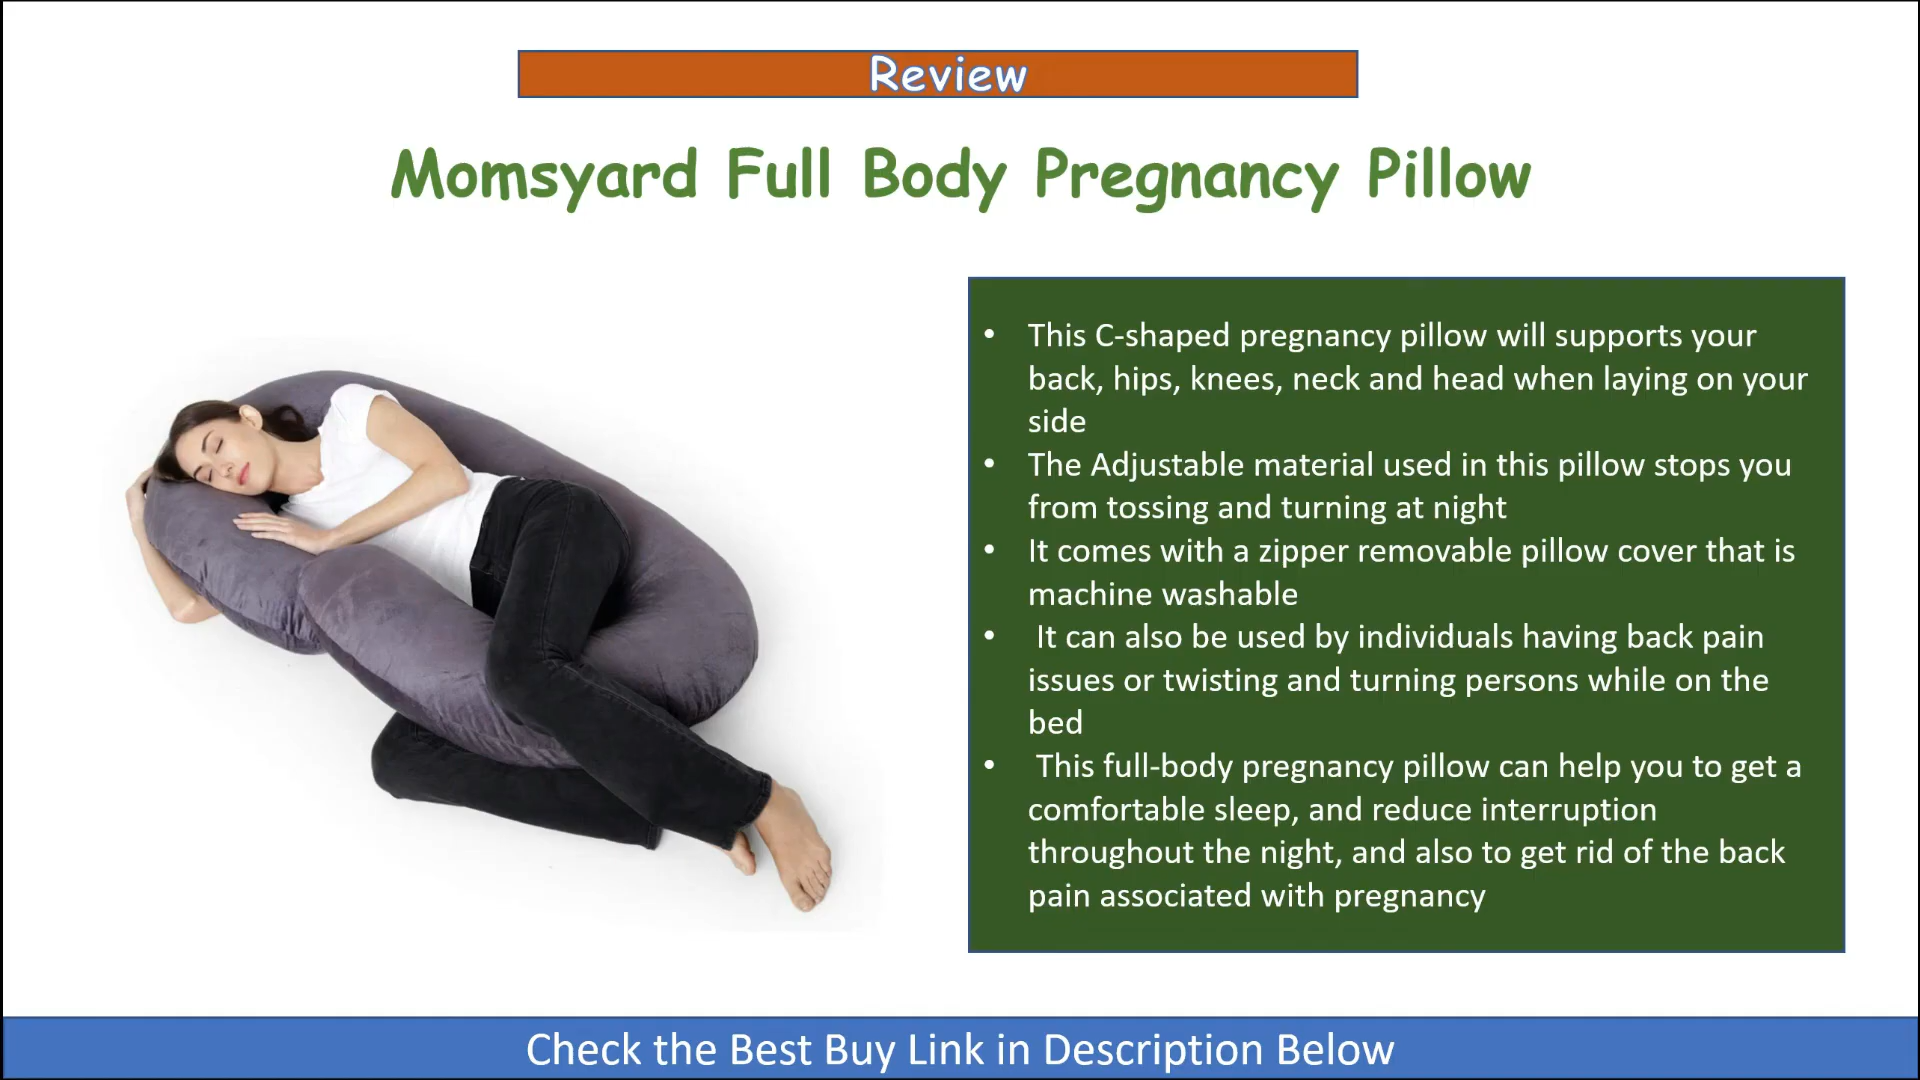 Review
Momsyard Full Body Pregnancy Pillow
• This C-shaped pregnancy pillow will supports your
back, hips, knees, neck and head when laying on your
side
• The Adjustable material used in this pillow stops you
from tossing and turning at night
• It comes with a zipper removable pillow cover that is
machine washable
• It can also be used by individuals having back pain
issues or twisting and turning persons while on the
bed
• This full-body pregnancy pillow can help you to get a
comfortable sleep, and reduce interruption
throughout the night, and also to get rid of the back
pain associated with pregnancy
Check the Best Buy Link in Description Below